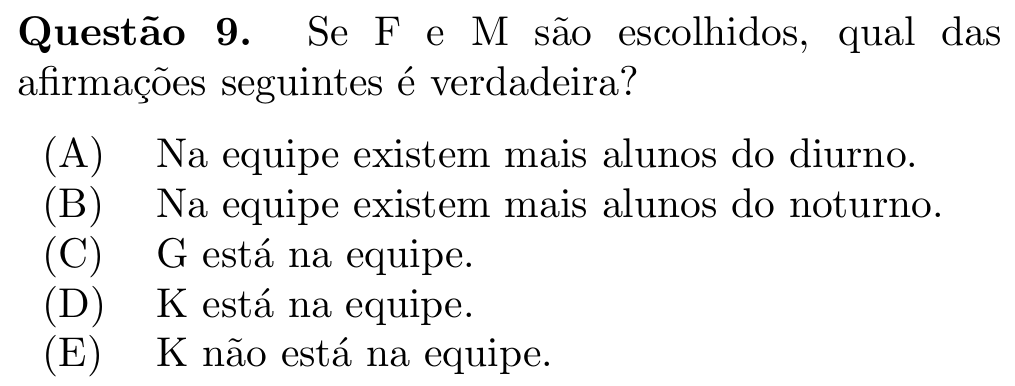 Questão 9. Se F e M são escolhidos, qual das
afirmações seguintes é verdadeira?
(A) Na equipe existem mais alunos do diurno.
(B) Na equipe existem mais alunos do noturno.
(C) G está na equipe.
(D) K está na equipe.
(E) K não está na equipe.